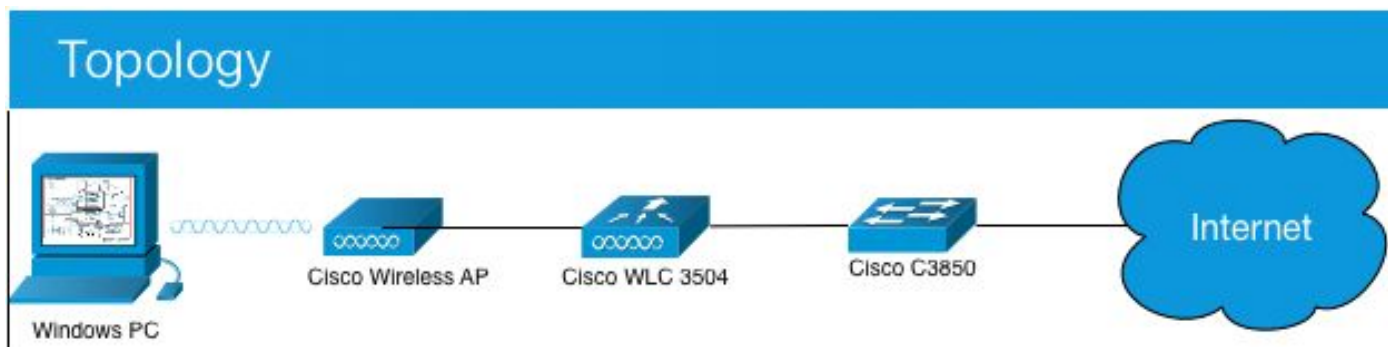 Topology
Internet
Cisco Wireless AP
Cisco WLC 3504
Cisco C3850
Windows PC